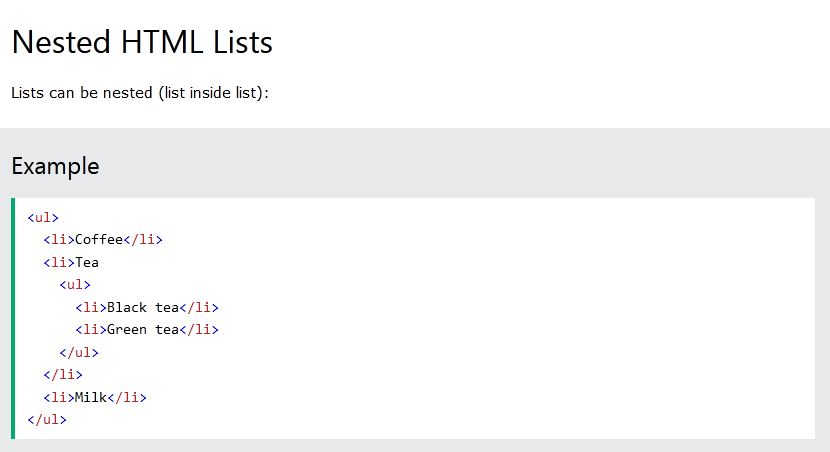 Nested HTML Lists
Lists can be nested (list inside list):
Example
<ul>
  <li>Coffee</li>
  <li>Tea
    <ul>
      <li>Black tea</li>
      <li>Green tea</li>
    </ul>
  </li>
  <li>Milk</li>
</ul>